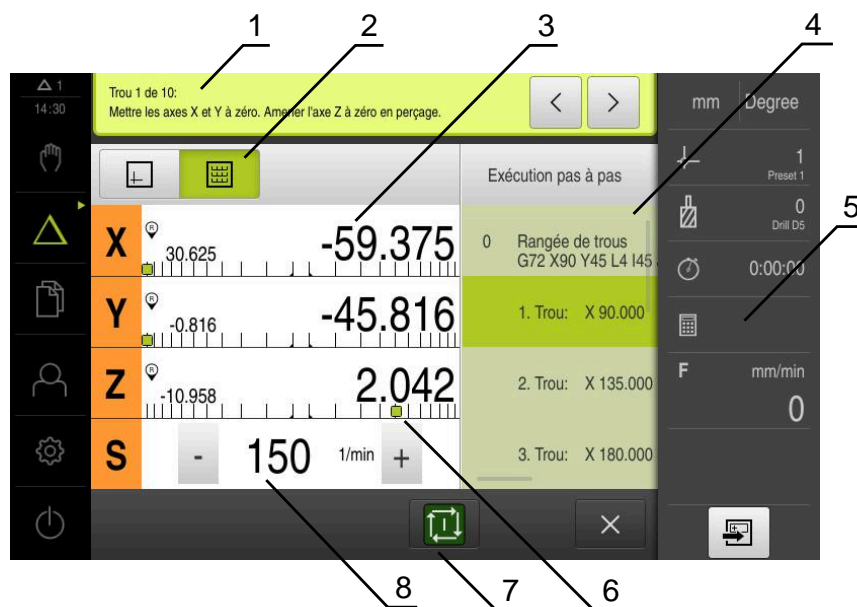 1 2 3 4
1
14:30
Trou 1 de 10:
Mettre les axes X et Y à zéro. Amener l'axe Z à zéro en perçage.
< >
mm Degree
Exécution pas à pas
1
Preset 1
0
Drill D5
5
X R 30.625 -59.375
0 Rangée de trous
G72 X90 Y45 L4 I45
0:00:00
Y R -0.816 -45.816
1. Trou: X 90.000
Z R -10.958 2.042
2. Trou: X 135.000
F mm/min
0
S - 150 1/min +
3. Trou: X 180.000
8 7 6